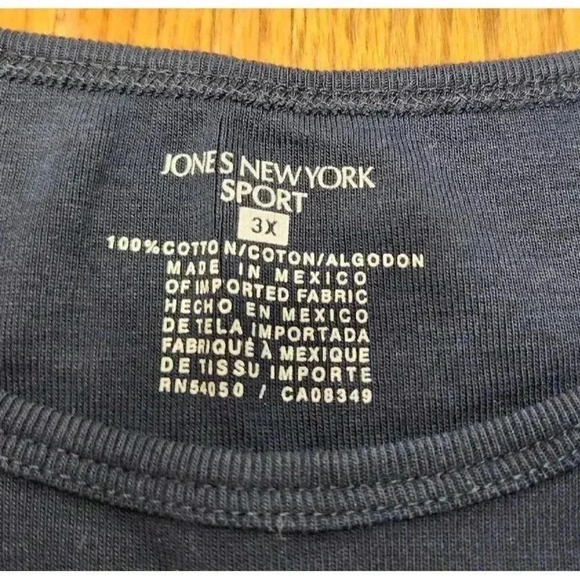 JONES NEW YORK
SPORT
3X
100% COTTON/COTON/ALGODON
MADE IN MEXICO
OF IMPORTED FABRIC
HECHO EN MEXICO
DE TELA IMPORTADA
FABRIQUÉ À MEXIQUE
DE TISSU IMPORTE
RN54050 / CA08349